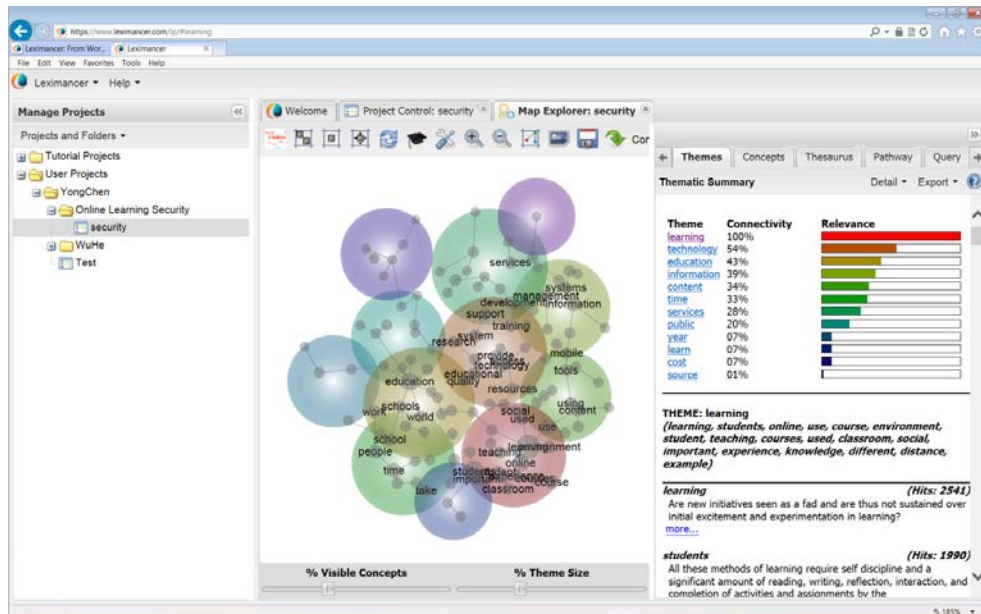 https://www.leximancer.com/lp/#learning
Leximancer: From Wor...
Leximancer
File Edit View Favorites Tools Help
Leximancer Help
Manage Projects
Projects and Folders
Tutorial Projects
User Projects
YongChen
Online Learning Security
security
WuHe
Test
Welcome
Project Control: security
Map Explorer: security
Cor
services
systems
management
development information
support
training
system
research
provide
technology
mobile
educational
tools
education
quality
resources
schools
work
world
social
using
used
content
use
school
people
teaching
online
time
important
course
take
classroom
% Visible Concepts
% Theme Size
Themes Concepts Thesaurus Pathway Query
Thematic Summary Detail Export
Theme Connectivity Relevance
learning 100%
technology 54%
education 43%
information 39%
content 34%
time 33%
services 28%
public 20%
year 07%
learn 07%
cost 07%
source 01%
THEME: learning
(learning, students, online, use, course, environment,
student, teaching, courses, used, classroom, social,
important, experience, knowledge, different, distance,
example)
learning (Hits: 2541)
Are new initiatives seen as a fad and are thus not sustained over
initial excitement and experimentation in learning?
more...
students (Hits: 1990)
All these methods of learning require self discipline and a
significant amount of reading, writing, reflection, interaction, and
completion of activities and assignments by the
185%